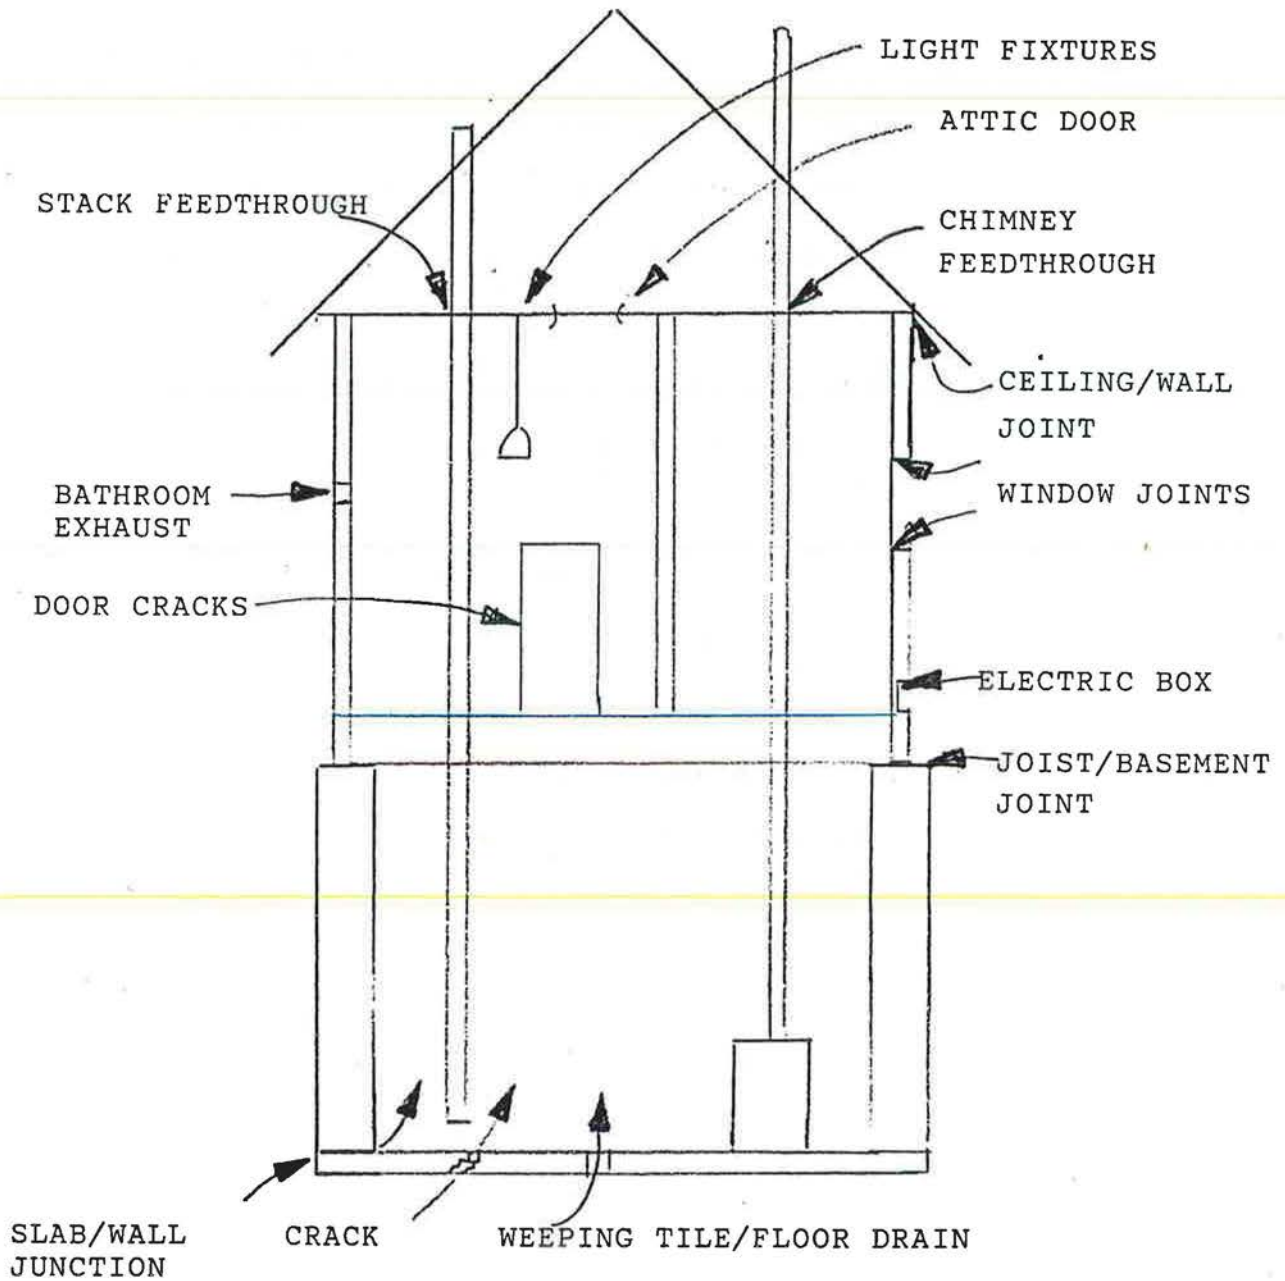 LIGHT FIXTURES
ATTIC DOOR
STACK FEEDTHROUGH
CHIMNEY
FEEDTHROUGH
CEILING/WALL
JOINT
BATHROOM
EXHAUST
WINDOW JOINTS
DOOR CRACKS
ELECTRIC BOX
JOIST/BASEMENT
JOINT
SLAB/WALL
JUNCTION
CRACK
WEEPING TILE/FLOOR DRAIN